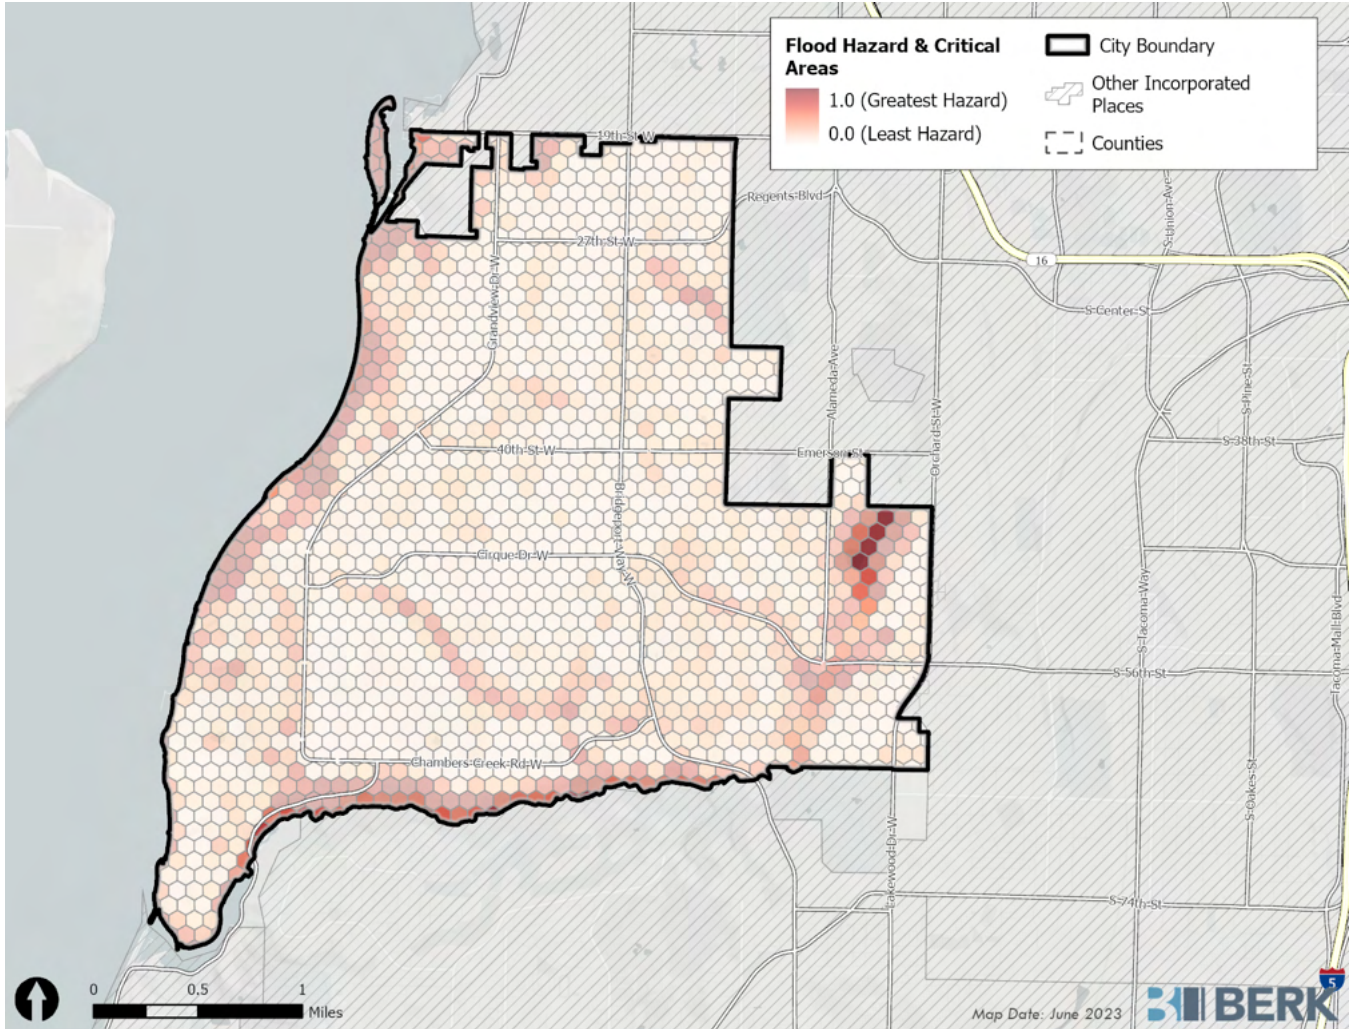 Flood Hazard & Critical
Areas
1.0 (Greatest Hazard)
0.0 (Least Hazard)
City Boundary
Other Incorporated
Places
Counties
19th St W
Regents Blvd
S Union Ave
27th St W
16
Grandview Dr W
S Center St
Alameda Ave
Orchard St W
S Pine St
40th St W
Emerson St
S 38th St
Bridgeport Way W
Cirque Dr W
S Tacoma Way
Tacoma Mall Blvd
S 56th St
Chambers Creek Rd W
S Oakes St
Lakewood Dr W
S 74th St
5
0 0.5 1
Miles
Map Date: June 2023
BERK